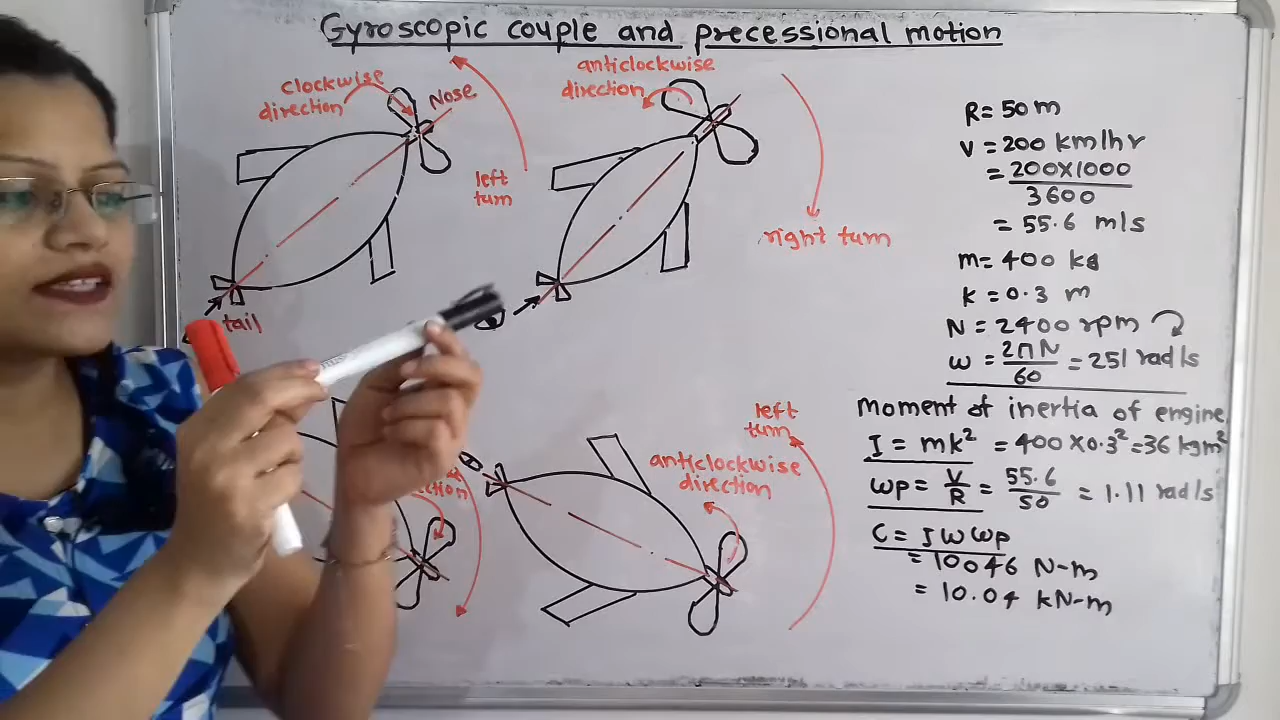 Gyroscopic couple and precessional motion
clockwise
direction
Nose
left
turn
tail
anticlockwise
direction
right turn
left
turn
anticlockwise
direction
R = 50 m
V = 200 km/hr
= 200×1000
3600
= 55.6 m/s
m = 400 kg
k = 0.3 m
N = 2400 rpm
ω = 2πN
60
= 251 rad/s
Moment of inertia of engine
I = mk² = 400 × 0.3² = 36 kgm²
ωp = V
R
= 55.6
50
= 1.11 rad/s
C = I ω ωp
= 10046 N-m
= 10.04 kN-m